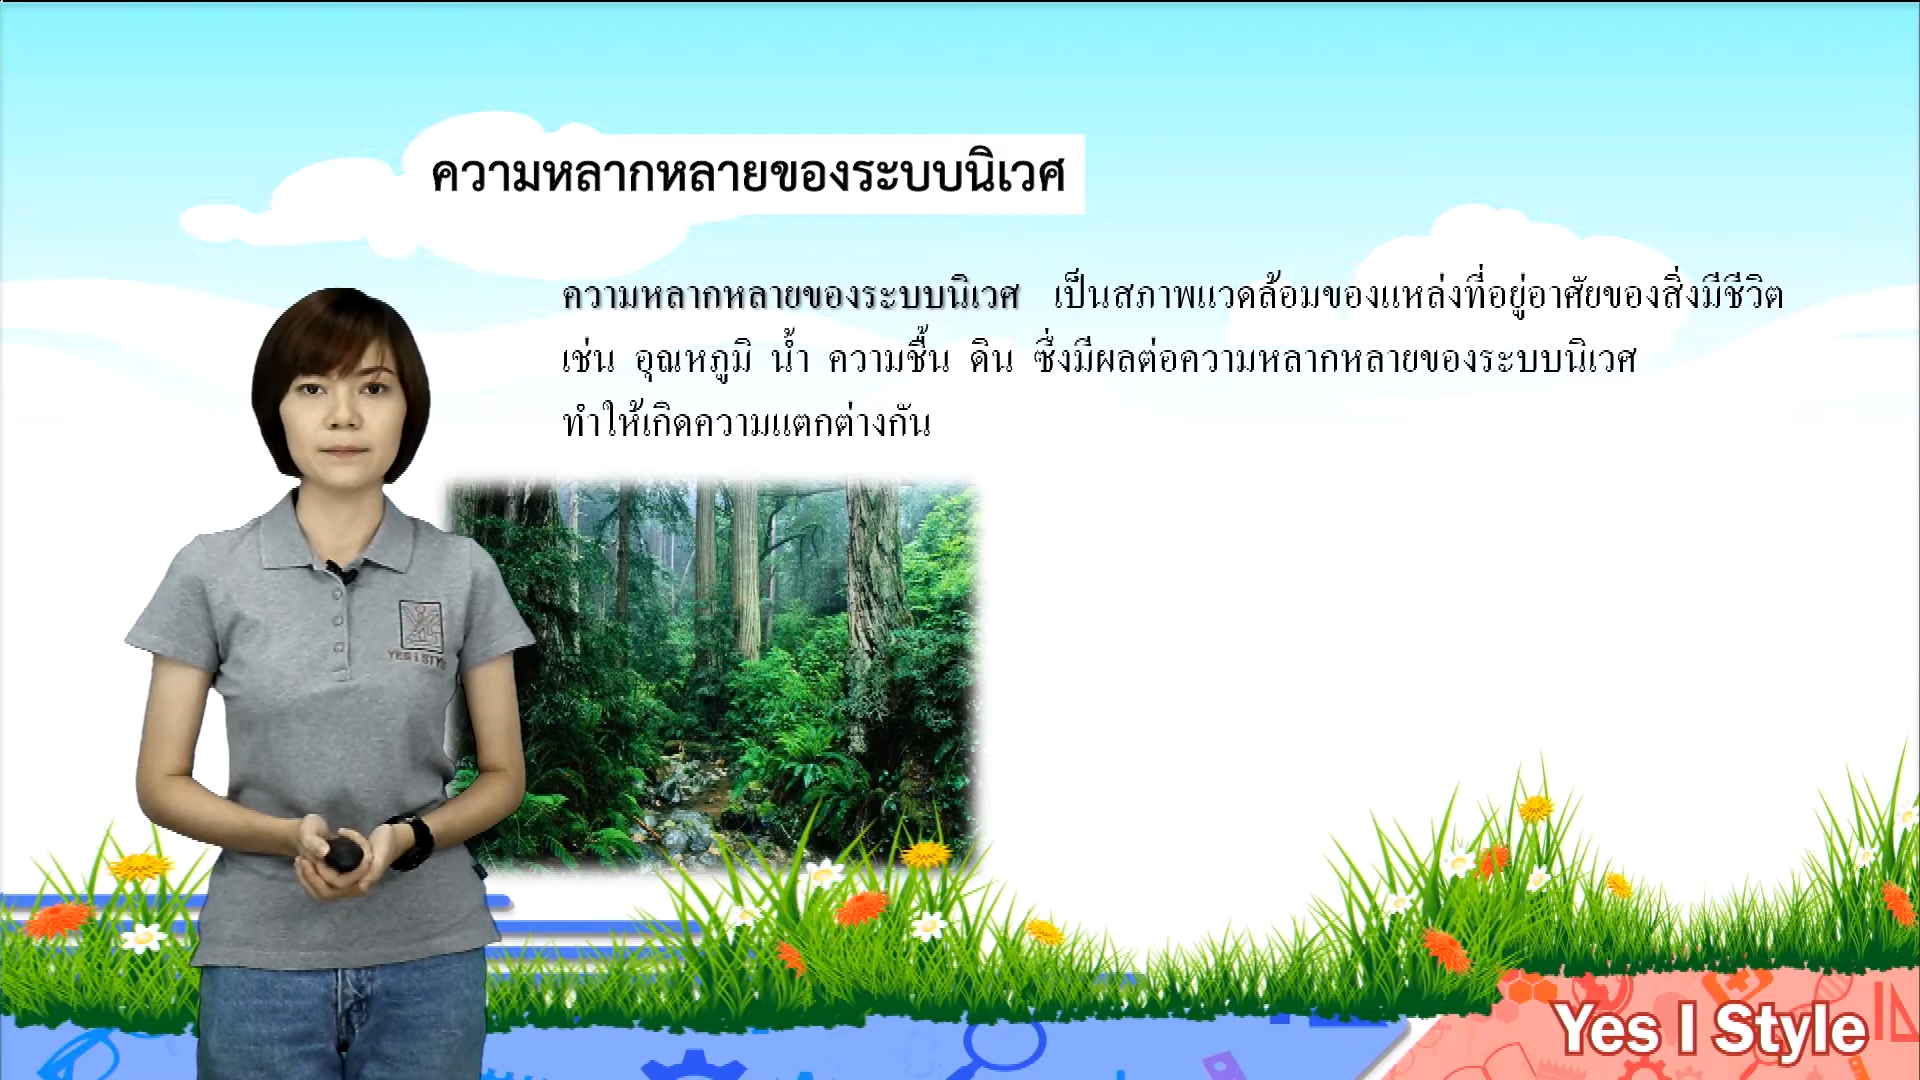 ความหลากหลายของระบบนิเวศ
ความหลากหลายของระบบนิเวศ เป็นสภาพแวดล้อมของแหล่งที่อยู่อาศัยของสิ่งมีชีวิต
เช่น อุณหภูมิ น้ำ ความชื้น ดิน ซึ่งมีผลต่อความหลากหลายของระบบนิเวศ
ทำให้เกิดความแตกต่างกัน
YES I STYLE
Yes I Style